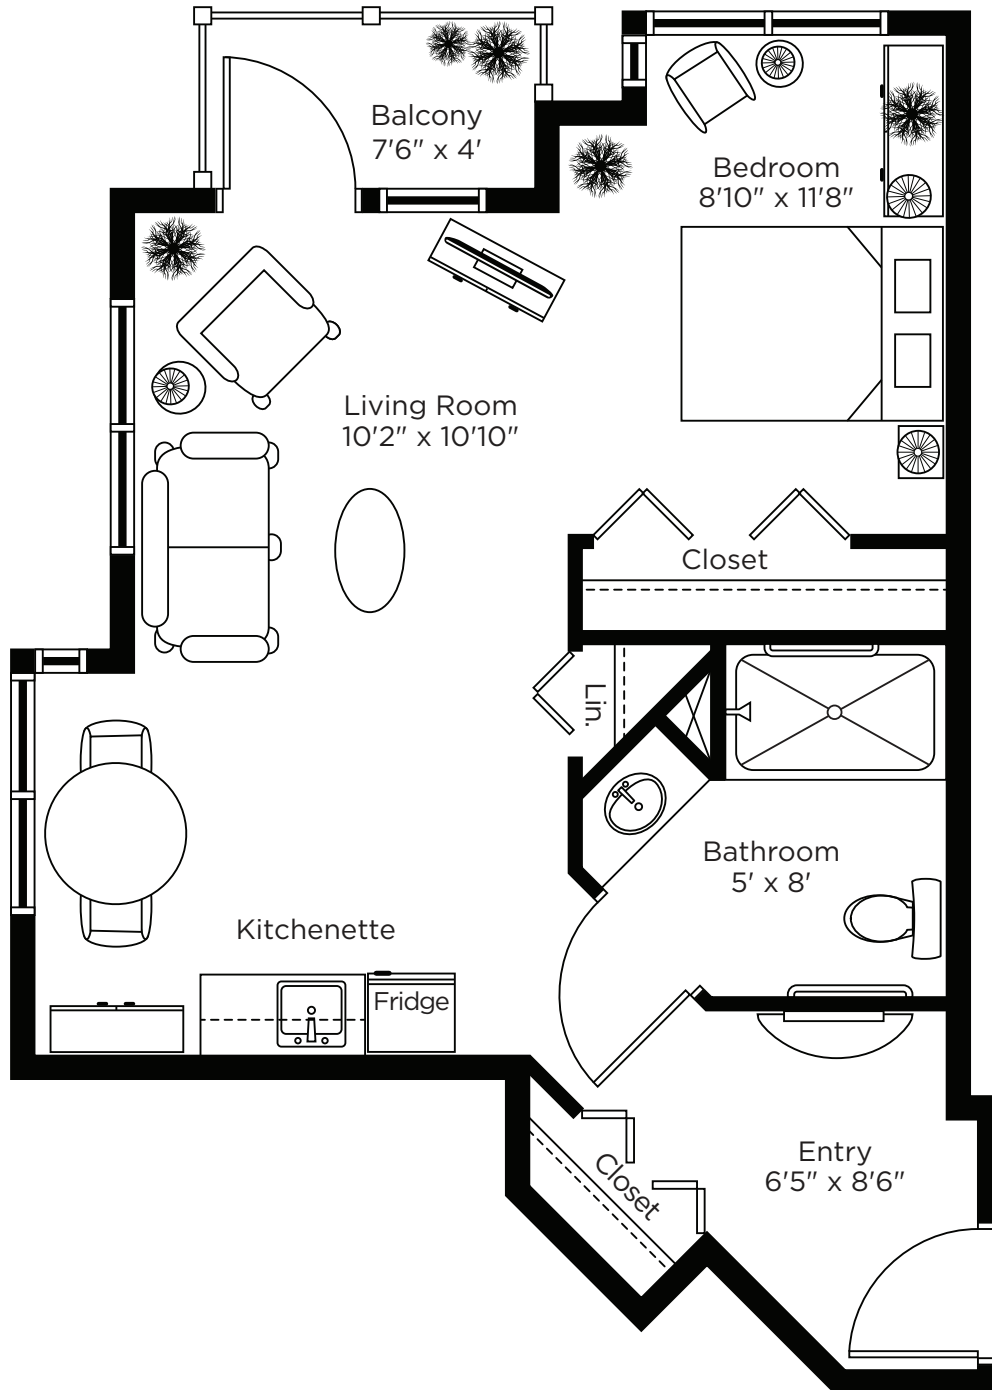 Balcony
7'6" x 4'
Bedroom
8'10" x 11'8"
Living Room
10'2" x 10'10"
Closet
Lin.
Bathroom
5' x 8'
Kitchenette
Fridge
Closet
Entry
6'5" x 8'6"